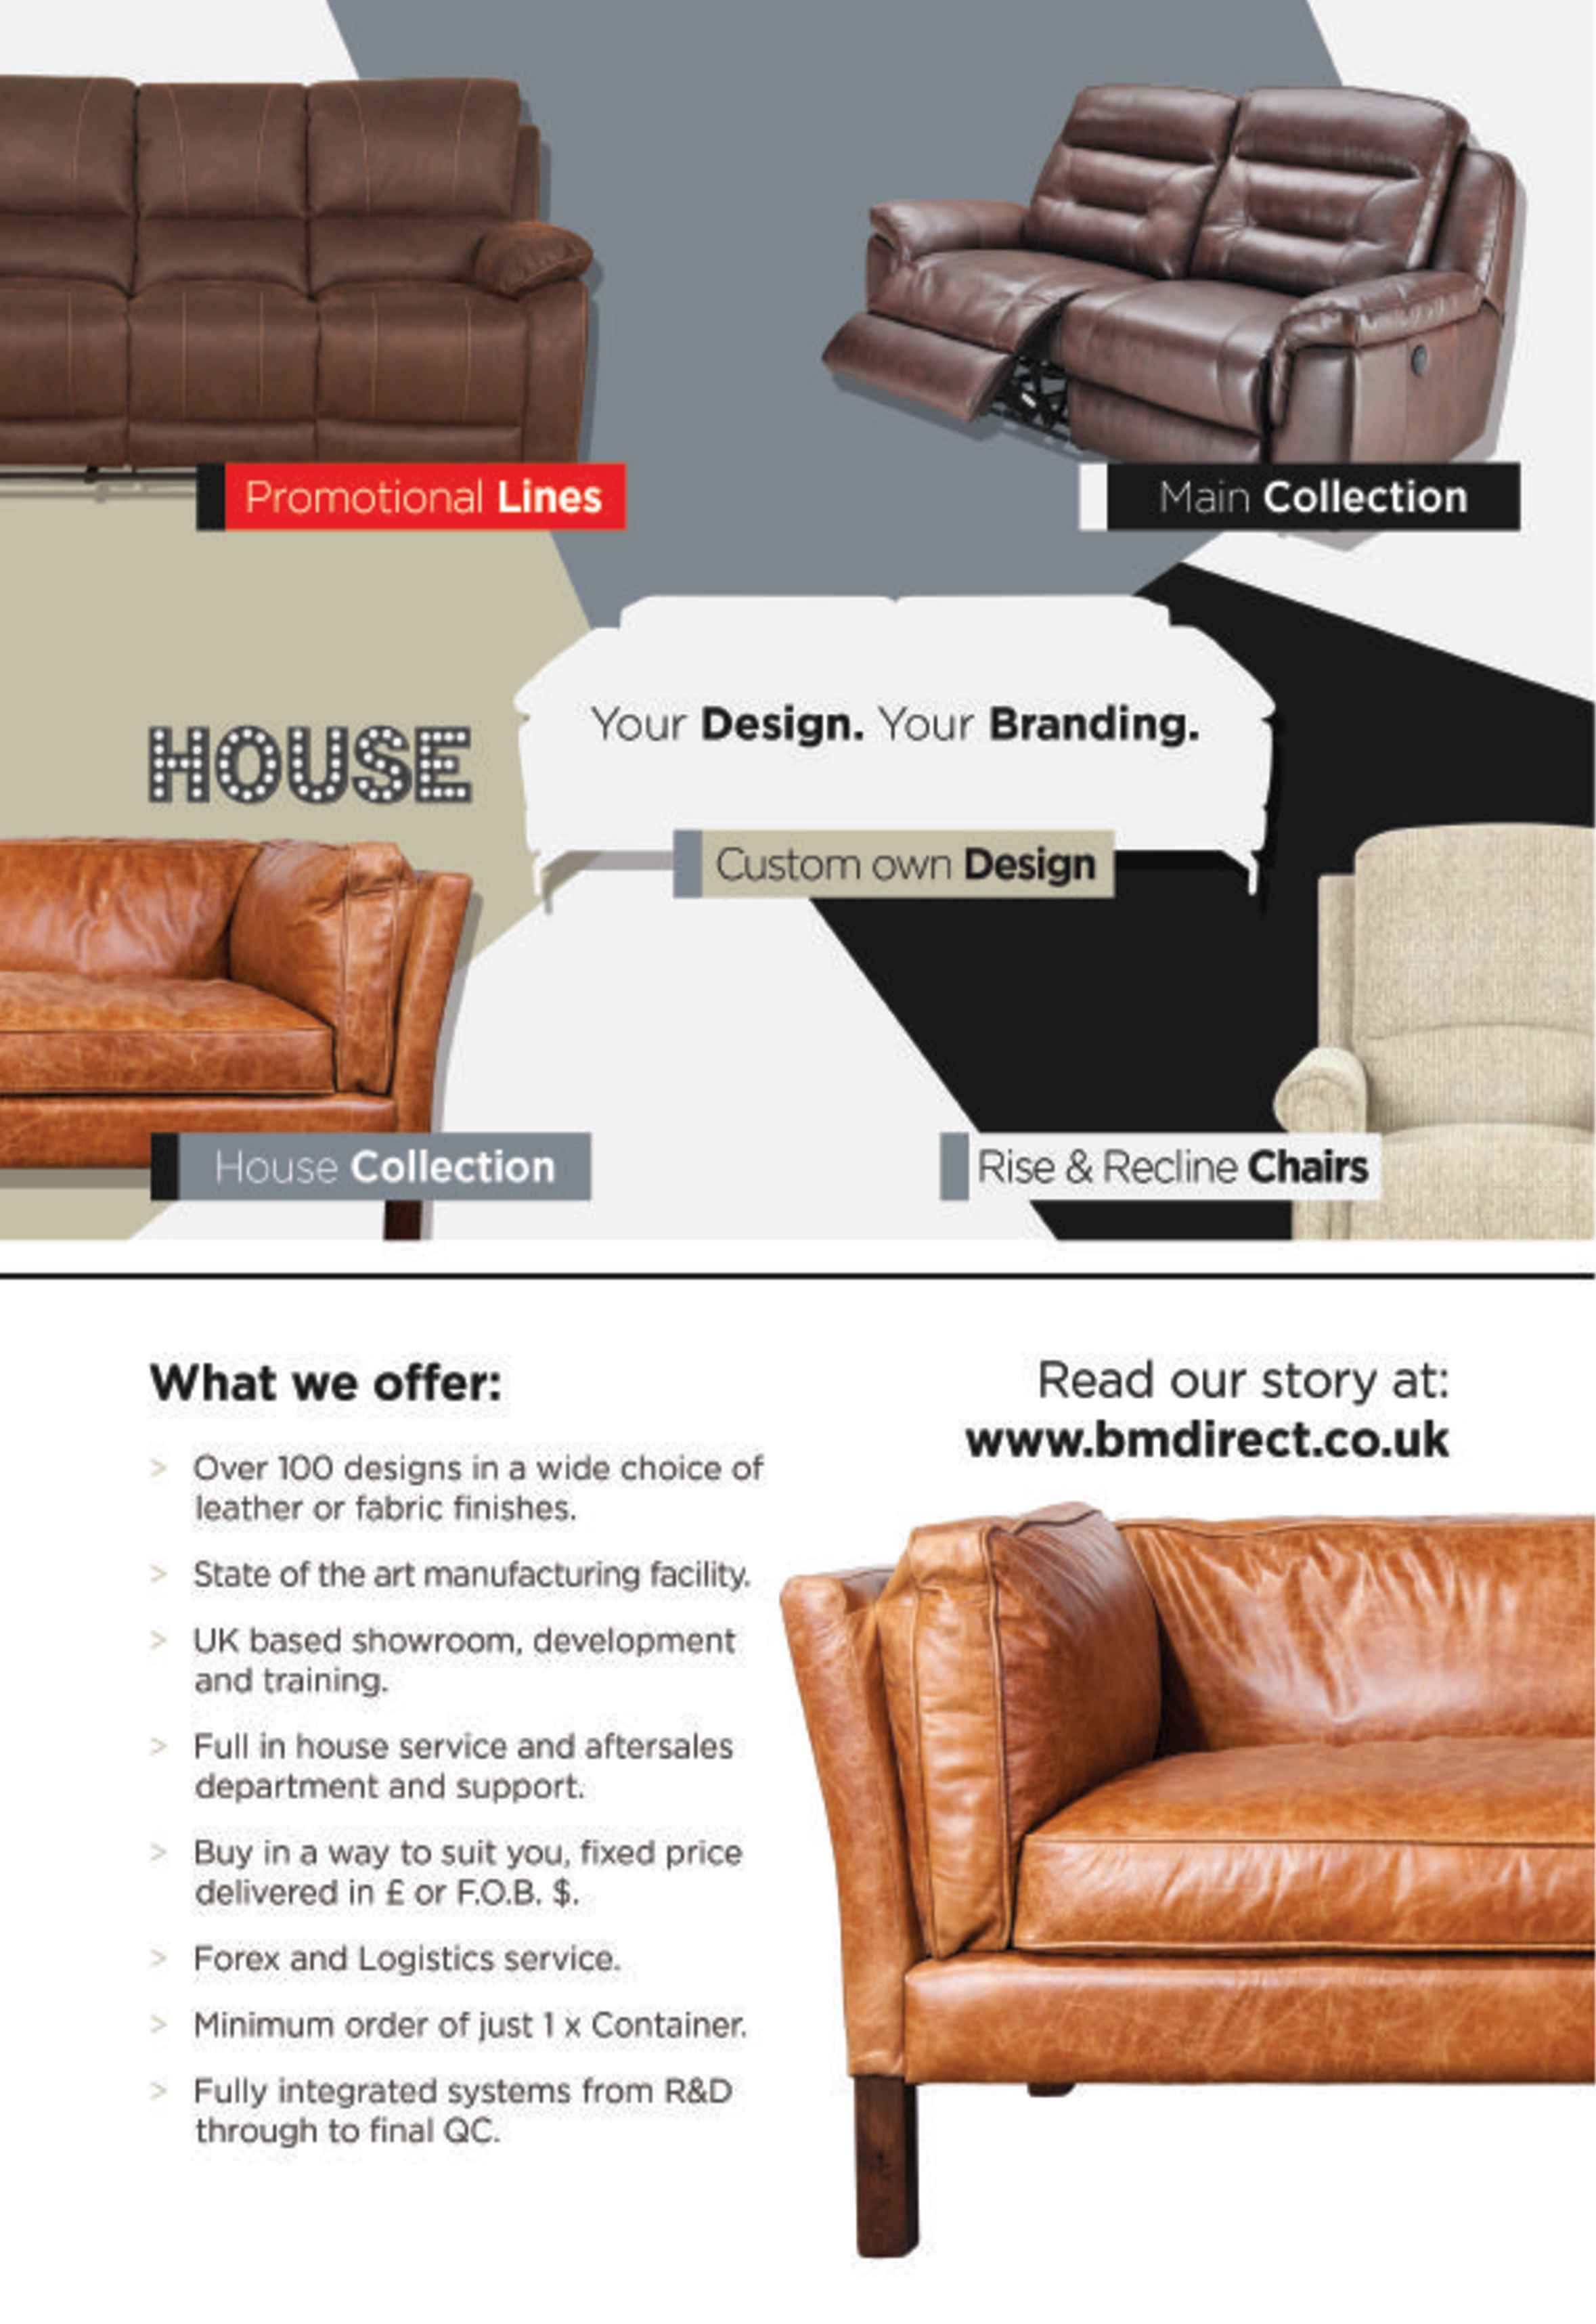 Promotional Lines
Main Collection
Your Design. Your Branding.
HOUSE
Custom own Design
House Collection
Rise & Recline Chairs
What we offer:
> Over 100 designs in a wide choice of
leather or fabric finishes.
> State of the art manufacturing facility.
> UK based showroom, development
and training.
> Full in house service and aftersales
department and support.
> Buy in a way to suit you, fixed price
delivered in £ or F.O.B. $.
> Forex and Logistics service.
> Minimum order of just 1 x Container.
> Fully integrated systems from R&D
through to final QC.
Read our story at:
www.bmdirect.co.uk